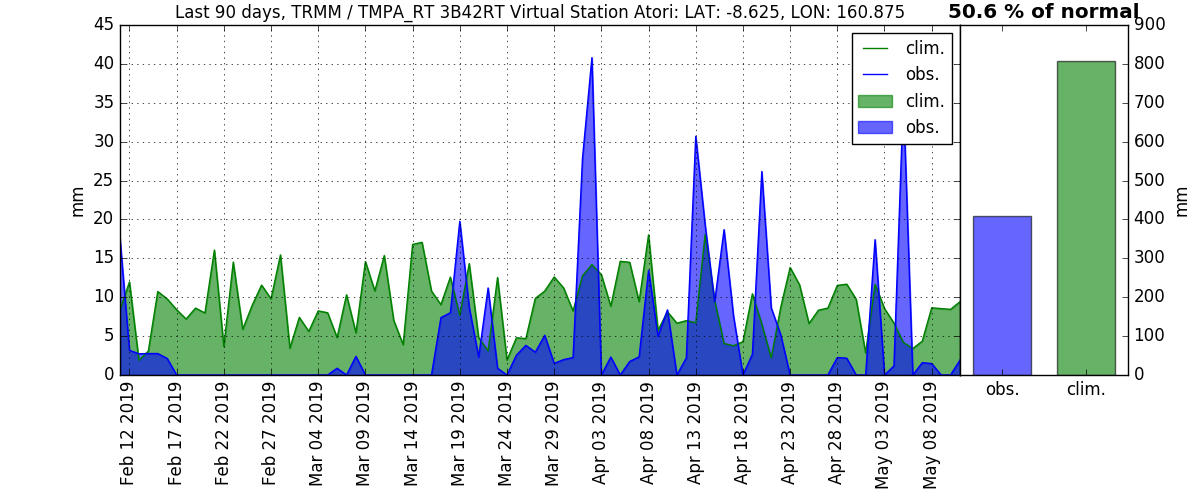 Last 90 days, TRMM / TMPA_RT 3B42RT Virtual Station Atori: LAT: -8.625, LON: 160.875
50.6 % of normal
45
40
35
30
25
20
15
10
5
0
mm
clim.
obs.
clim.
obs.
900
800
700
600
500
400
300
200
100
0
mm
Feb 12 2019
Feb 17 2019
Feb 22 2019
Feb 27 2019
Mar 04 2019
Mar 09 2019
Mar 14 2019
Mar 19 2019
Mar 24 2019
Mar 29 2019
Apr 03 2019
Apr 08 2019
Apr 13 2019
Apr 18 2019
Apr 23 2019
Apr 28 2019
May 03 2019
May 08 2019
obs.
clim.